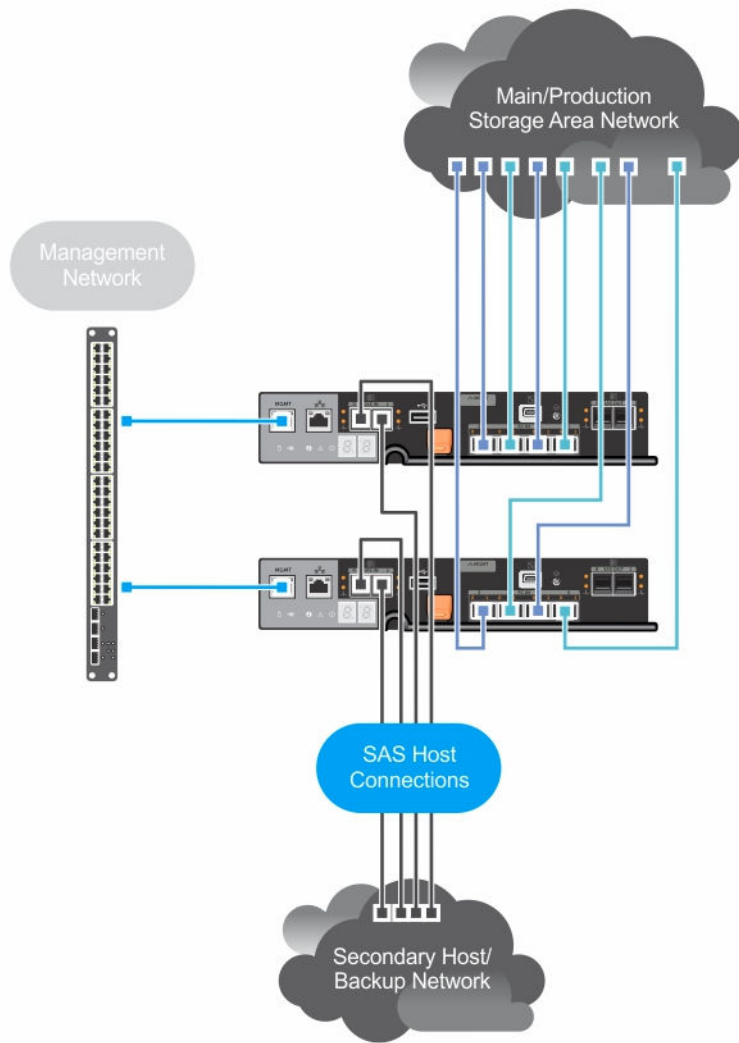 Main/Production
Storage Area Network
Management
Network
MGMT
MGMT
SAS Host
Connections
Secondary Host/
Backup Network